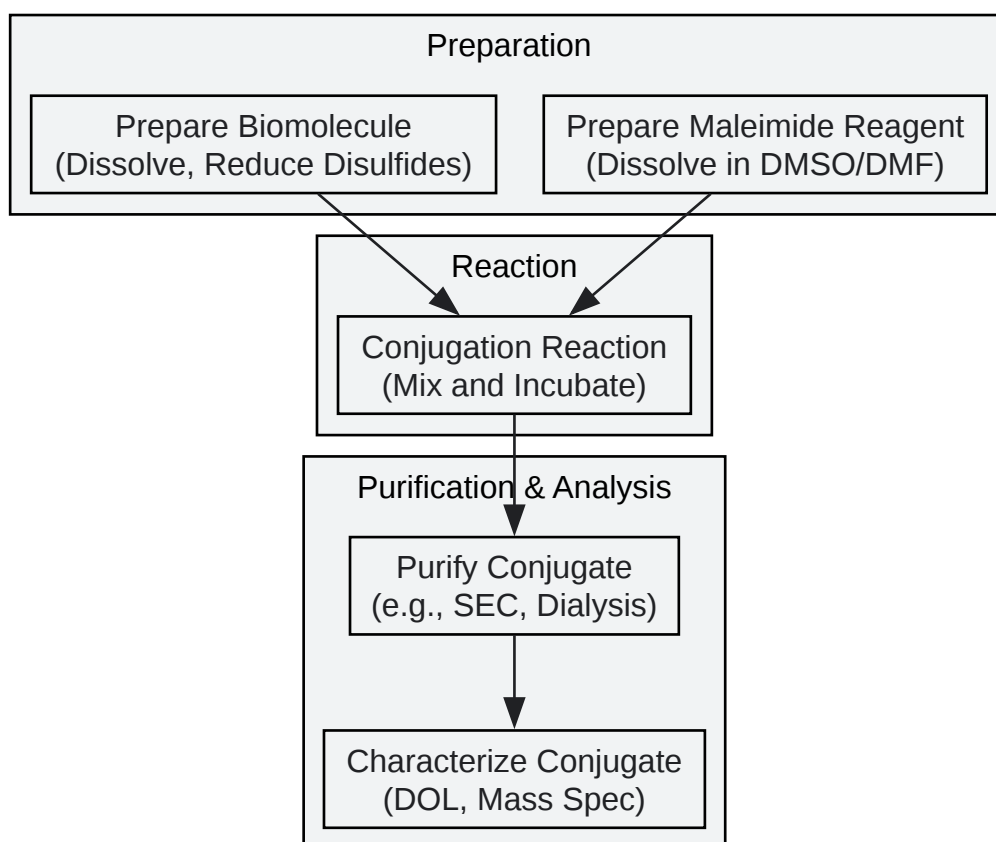 Preparation
Prepare Biomolecule
(Dissolve, Reduce Disulfides)
Prepare Maleimide Reagent
(Dissolve in DMSO/DMF)
Reaction
Conjugation Reaction
(Mix and Incubate)
Purification & Analysis
Purify Conjugate
(e.g., SEC, Dialysis)
Characterize Conjugate
(DOL, Mass Spec)